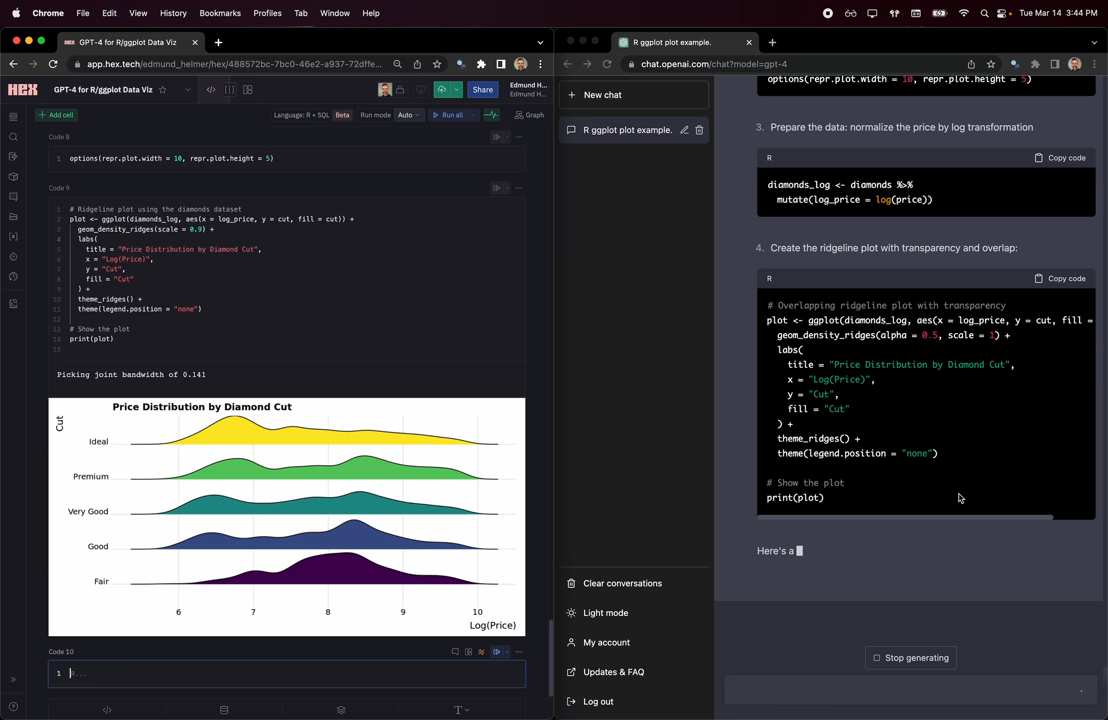 Chrome File Edit View History Bookmarks Profiles Tab Window Help
Tue Mar 14 3:44 PM
GPT-4 for R/ggplot Data Viz
app.hex.tech/edmund_helmer/hex/488572bc-7bc0-46e2-a937-72dffe...
HEX GPT-4 for R/ggplot Data Viz
Share
Edmund H...
Edmund H...
Add cell
Language: R + SQL Beta Run mode Auto Run all Graph
Code 8
1 options(repr.plot.width = 10, repr.plot.height = 5)
Code 9
1 # Ridgeline plot using the diamonds dataset
2 plot <- ggplot(diamonds_log, aes(x = log_price, y = cut, fill = cut)) +
3 geom_density_ridges(scale = 0.9) +
4 labs(
5 title = "Price Distribution by Diamond Cut",
6 x = "Log(Price)",
7 y = "Cut",
8 fill = "Cut"
9 ) +
10 theme_ridges() +
11 theme(legend.position = "none")
12
13 # Show the plot
14 print(plot)
15
Picking joint bandwidth of 0.141
Price Distribution by Diamond Cut
Cut
Ideal
Premium
Very Good
Good
Fair
6 7 8 9 10
Log(Price)
Code 10
1 #...
R ggplot plot example.
chat.openai.com/chat?model=gpt-4
New chat
R ggplot plot example.
Clear conversations
Light mode
My account
Updates & FAQ
Log out
options(repr.plot.width = 10, repr.plot.height = 5)
3. Prepare the data: normalize the price by log transformation
R Copy code
diamonds_log <- diamonds %>%
mutate(log_price = log(price))
4. Create the ridgeline plot with transparency and overlap:
R Copy code
# Overlapping ridgeline plot with transparency
plot <- ggplot(diamonds_log, aes(x = log_price, y = cut, fill =
geom_density_ridges(alpha = 0.5, scale = 1) +
labs(
title = "Price Distribution by Diamond Cut",
x = "Log(Price)",
y = "Cut",
fill = "Cut"
) +
theme_ridges() +
theme(legend.position = "none")
# Show the plot
print(plot)
Here's a
Stop generating